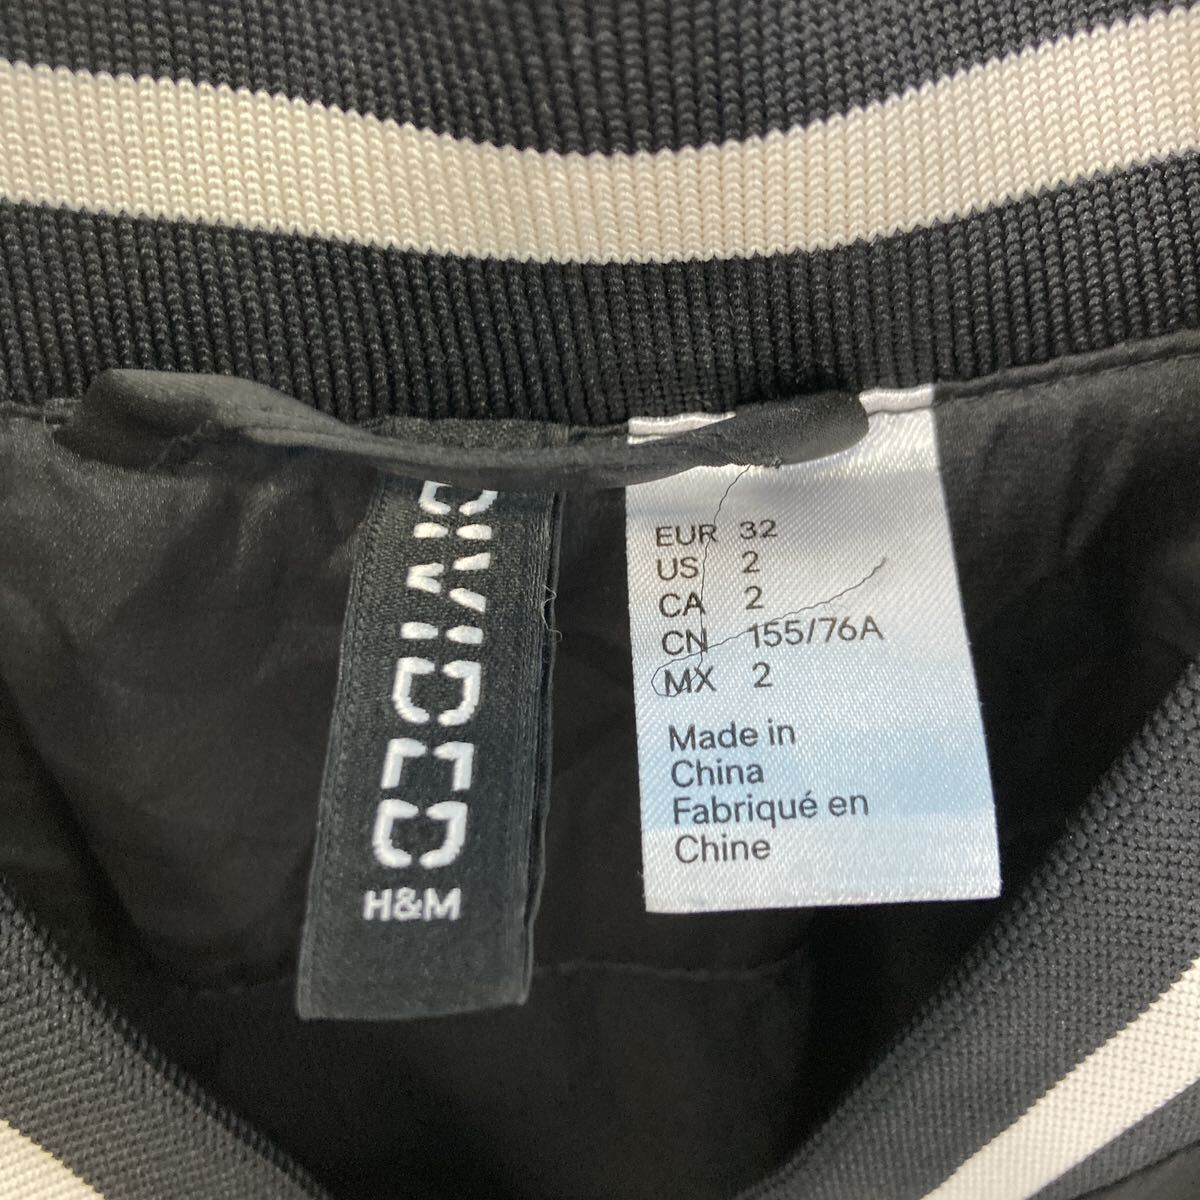 DIVIDED
H&M
EUR 32
US 2
CA 2
CN 155/76A
MX 2
Made in
China
Fabriqué en
Chine